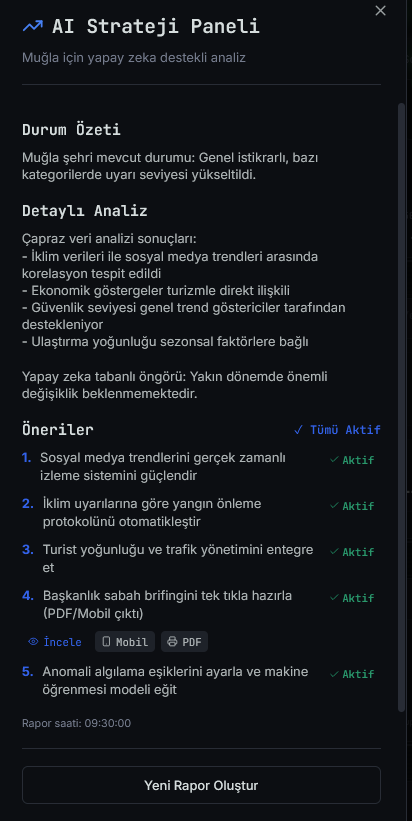 AI Strateji Paneli
Muğla için yapay zeka destekli analiz
Durum Özeti
Muğla şehri mevcut durumu: Genel istikrarlı, bazı
kategorilerde uyarı seviyesi yükseltildi.
Detaylı Analiz
Çapraz veri analizi sonuçları:
- İklim verileri ile sosyal medya trendleri arasında
korelasyon tespit edildi
- Ekonomik göstergeler turizmle direkt ilişkili
- Güvenlik seviyesi genel trend göstericiler tarafından
destekleniyor
- Ulaştırma yoğunluğu sezonsal faktörlere bağlı
Yapay zeka tabanlı öngörü: Yakın dönemde önemli
değişiklik beklenmemektedir.
Öneriler ✓ Tümü Aktif
1. Sosyal medya trendlerini gerçek zamanlı ✓ Aktif
izleme sistemini güçlendir
2. İklim uyarılarına göre yangın önleme ✓ Aktif
protokolünü otomatikleştir
3. Turist yoğunluğu ve trafik yönetimini entegre ✓ Aktif
et
4. Başkanlık sabah brifingini tek tıkla hazırla ✓ Aktif
(PDF/Mobil çıktı)
İncele Mobil PDF
5. Anomali algılama eşiklerini ayarla ve makine ✓ Aktif
öğrenmesi modeli eğit
Rapor saati: 09:30:00
Yeni Rapor Oluştur